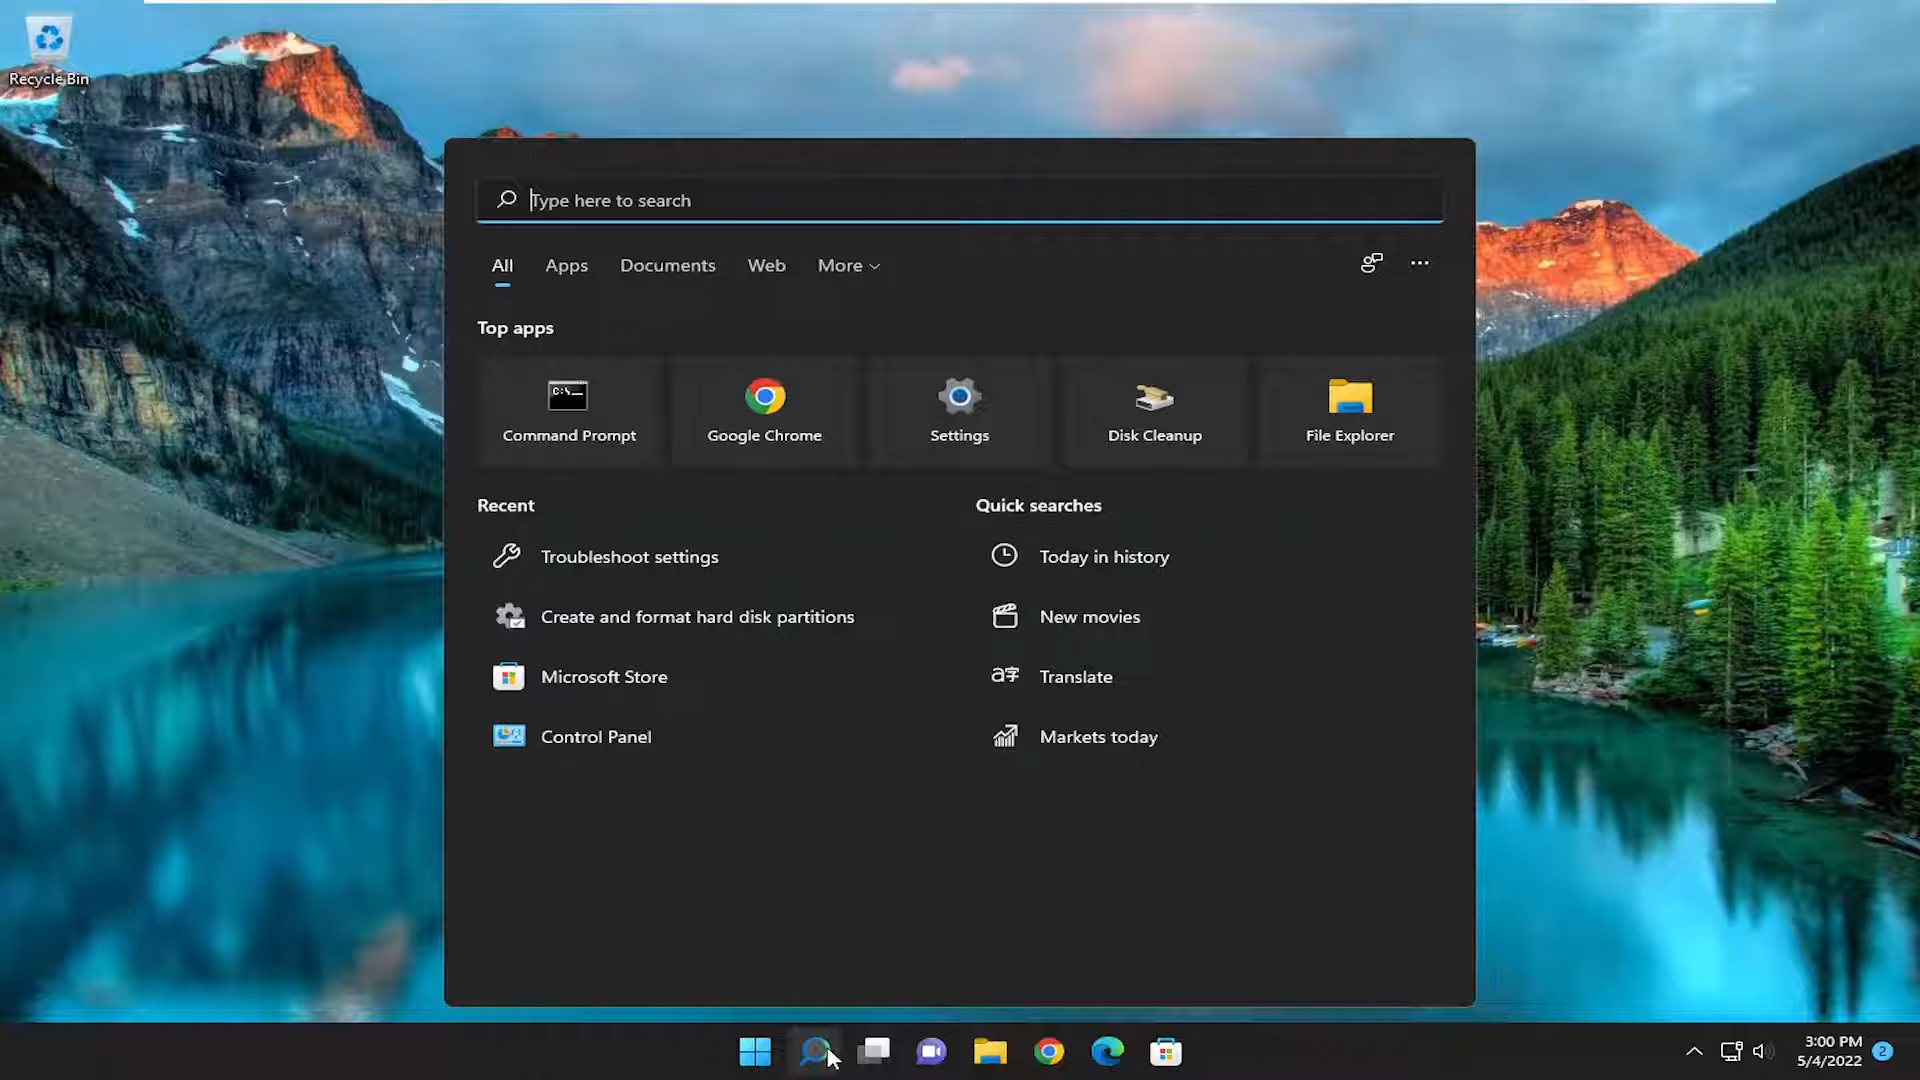 Recycle Bin
Type here to search
All Apps Documents Web More
Top apps
C:\_
Command Prompt Google Chrome Settings Disk Cleanup File Explorer
Recent
Troubleshoot settings
Create and format hard disk partitions
Microsoft Store
Control Panel
Quick searches
Today in history
New movies
a字 Translate
Markets today
3:00 PM
5/4/2022
2